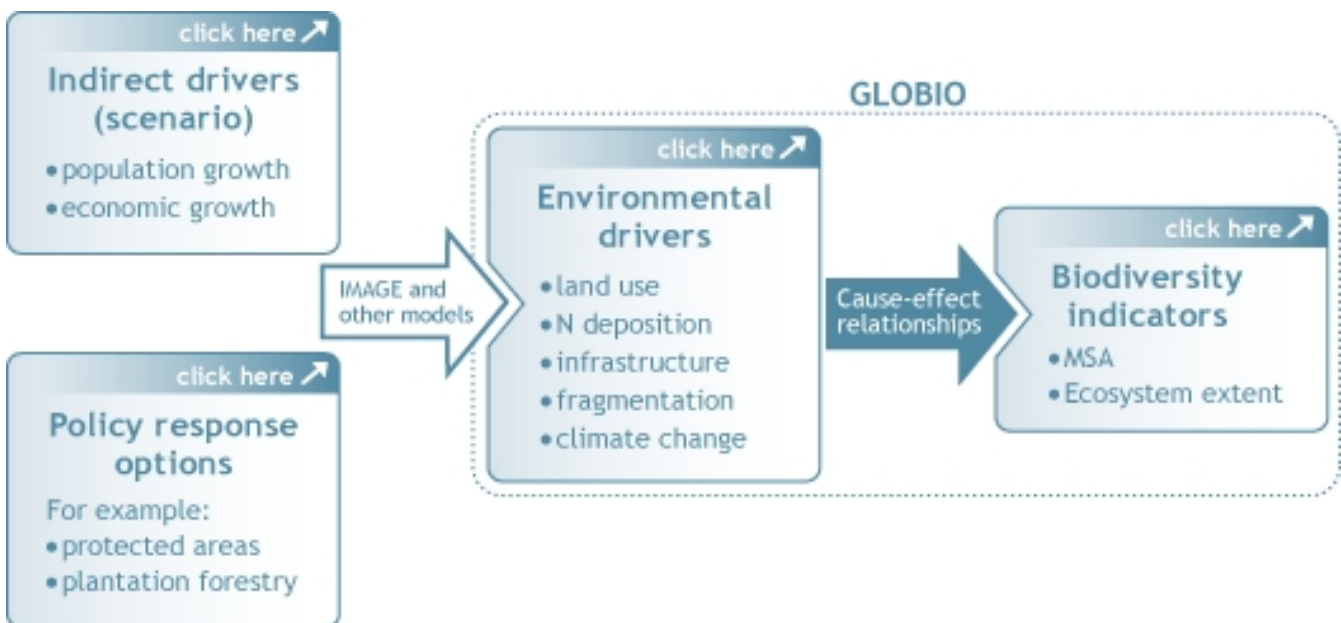 click here
Indirect drivers
(scenario)
• population growth
• economic growth
click here
Policy response
options
For example:
• protected areas
• plantation forestry
IMAGE and
other models
GLOBIO
click here
Environmental
drivers
• land use
• N deposition
• infrastructure
• fragmentation
• climate change
Cause-effect
relationships
click here
Biodiversity
indicators
• MSA
• Ecosystem extent